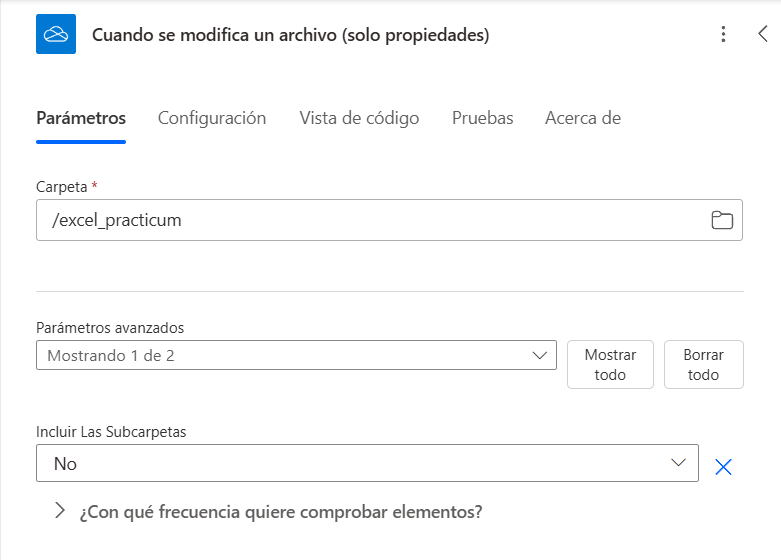 Cuando se modifica un archivo (solo propiedades)
Parámetros Configuración Vista de código Pruebas Acerca de
Carpeta *
/excel_practicum
Parámetros avanzados
Mostrando 1 de 2
Mostrar todo
Borrar todo
Incluir Las Subcarpetas
No
¿Con qué frecuencia quiere comprobar elementos?